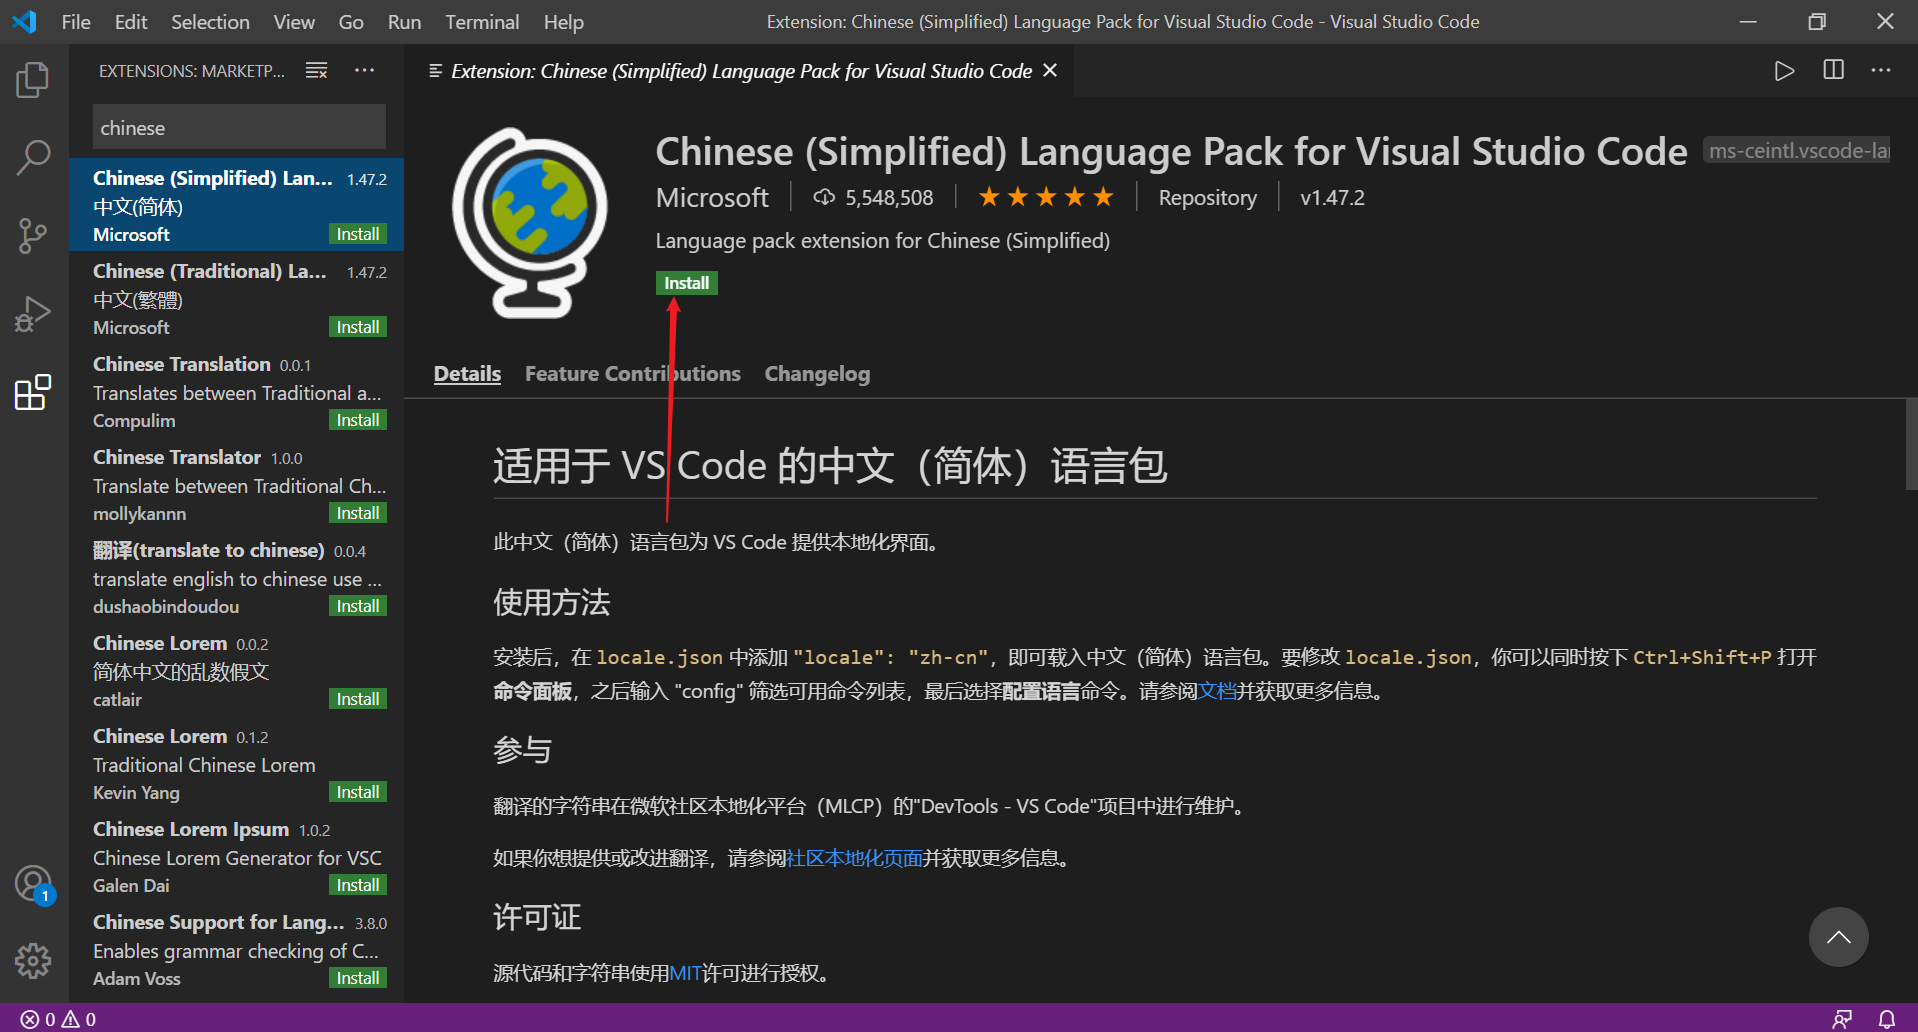 File Edit Selection View Go Run Terminal Help Extension: Chinese (Simplified) Language Pack for Visual Studio Code - Visual Studio Code
EXTENSIONS: MARKETP...
chinese
Chinese (Simplified) Lan... 1.47.2
中文(简体)
Microsoft Install
Chinese (Traditional) La... 1.47.2
中文(繁體)
Microsoft Install
Chinese Translation 0.0.1
Translates between Traditional a...
Compulim Install
Chinese Translator 1.0.0
Translate between Traditional Ch...
mollykannn Install
翻译(translate to chinese) 0.0.4
translate english to chinese use ...
dushaobindoudou Install
Chinese Lorem 0.0.2
简体中文的乱数假文
catlair Install
Chinese Lorem 0.1.2
Traditional Chinese Lorem
Kevin Yang Install
Chinese Lorem Ipsum 1.0.2
Chinese Lorem Generator for VSC
Galen Dai Install
Chinese Support for Lang... 3.8.0
Enables grammar checking of C...
Adam Voss Install
1
Extension: Chinese (Simplified) Language Pack for Visual Studio Code
Chinese (Simplified) Language Pack for Visual Studio Code ms-ceintl.vscode-lan
Microsoft 5,548,508 Repository v1.47.2
Language pack extension for Chinese (Simplified)
Install
Details Feature Contributions Changelog
适用于 VS Code 的中文（简体）语言包
此中文（简体）语言包为 VS Code 提供本地化界面。
使用方法
安装后，在 locale.json 中添加 "locale": "zh-cn"，即可载入中文（简体）语言包。要修改 locale.json，你可以同时按下 Ctrl+Shift+P 打开
命令面板，之后输入 "config" 筛选可用命令列表，最后选择配置语言命令。请参阅文档并获取更多信息。
参与
翻译的字符串在微软社区本地化平台（MLCP）的"DevTools - VS Code"项目中进行维护。
如果你想提供或改进翻译，请参阅社区本地化页面并获取更多信息。
许可证
源代码和字符串使用MIT许可进行授权。
0 0